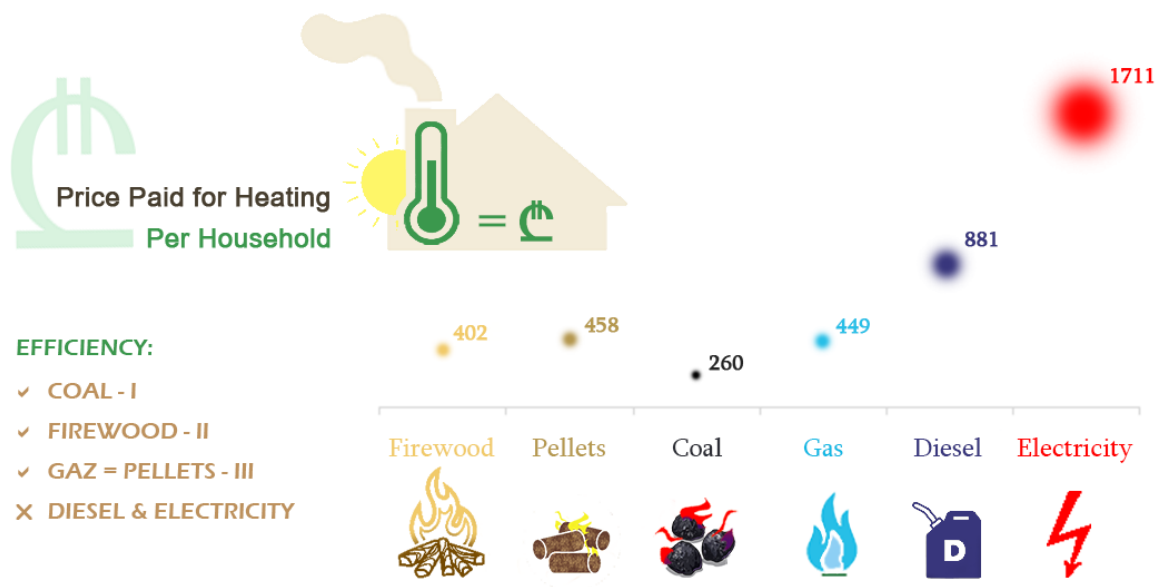 ₾
Price Paid for Heating
Per Household
= ₾
EFFICIENCY:
COAL - I
FIREWOOD - II
GAZ = PELLETS - III
DIESEL & ELECTRICITY
402
458
260
449
881
1711
Firewood
Pellets
Coal
Gas
Diesel
Electricity
D